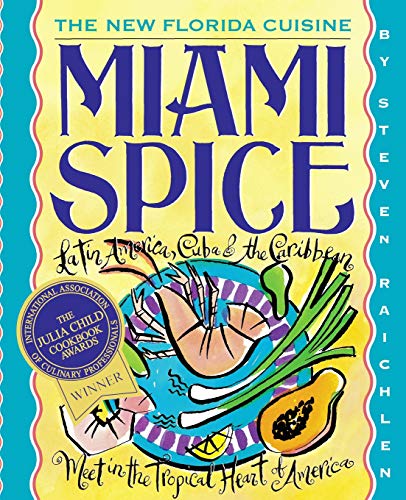 THE NEW FLORIDA CUISINE
MIAMI
SPICE
Latin America, Cuba & the Caribbean
INTERNATIONAL ASSOCIATION
OF CULINARY PROFESSIONALS
THE
JULIA CHILD
COOKBOOK
AWARDS
WINNER
Meet in the Tropical Heart of America
BY STEVEN RAICHLEN